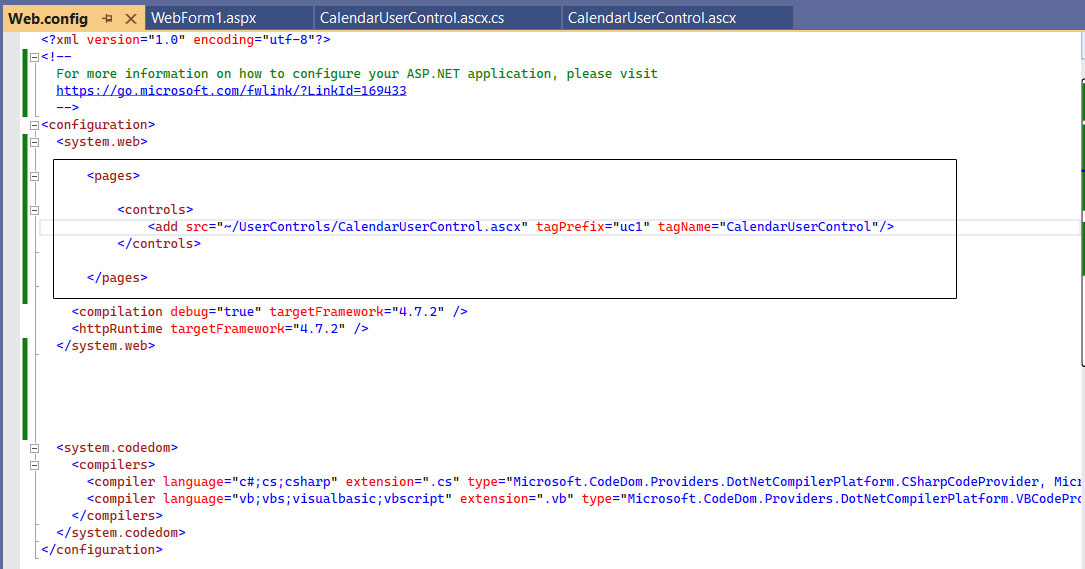 Web.config WebForm1.aspx CalendarUserControl.ascx.cs CalendarUserControl.ascx
<?xml version="1.0" encoding="utf-8"?>
<!--
For more information on how to configure your ASP.NET application, please visit
https://go.microsoft.com/fwlink/?LinkId=169433
-->
<configuration>
<system.web>
<pages>
<controls>
<add src="~/UserControls/CalendarUserControl.ascx" tagPrefix="uc1" tagName="CalendarUserControl"/>
</controls>
</pages>
<compilation debug="true" targetFramework="4.7.2" />
<httpRuntime targetFramework="4.7.2" />
</system.web>
<system.codedom>
<compilers>
<compiler language="c#;cs;csharp" extension=".cs" type="Microsoft.CodeDom.Providers.DotNetCompilerPlatform.CSharpCodeProvider, Micr
<compiler language="vb;vbs;visualbasic;vbscript" extension=".vb" type="Microsoft.CodeDom.Providers.DotNetCompilerPlatform.VBCodePro
</compilers>
</system.codedom>
</configuration>